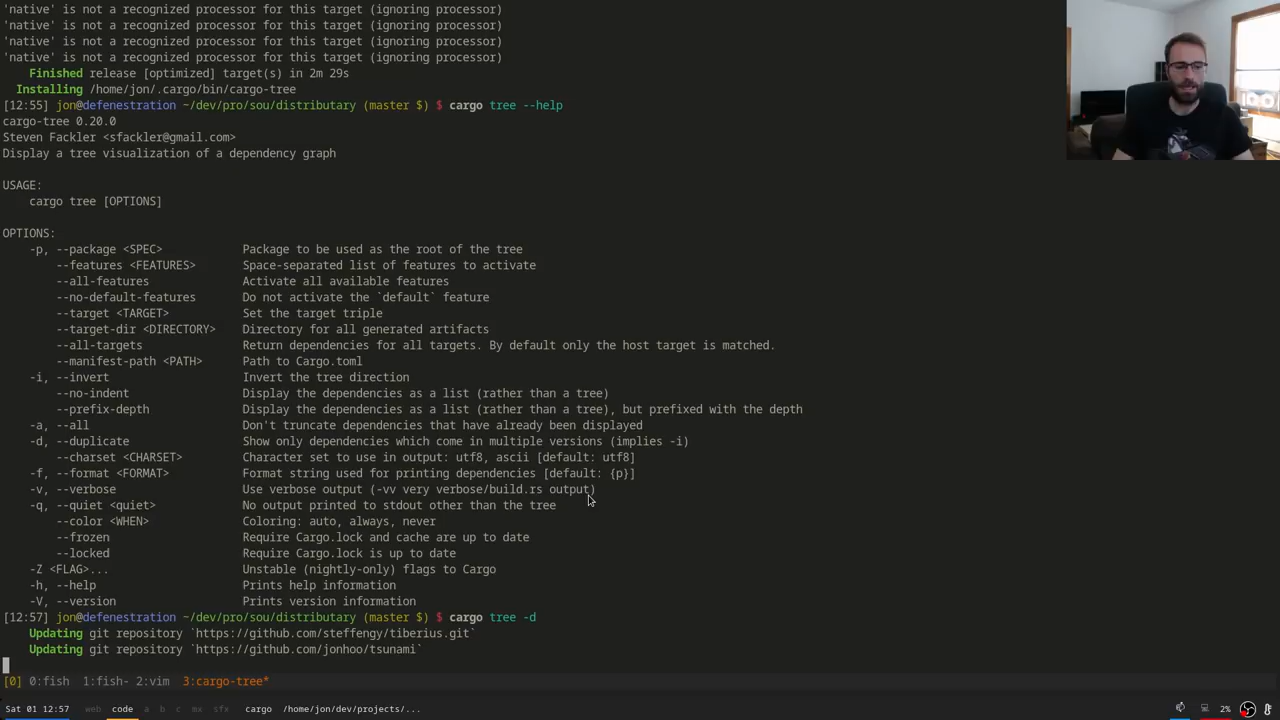 'native' is not a recognized processor for this target (ignoring processor)
'native' is not a recognized processor for this target (ignoring processor)
'native' is not a recognized processor for this target (ignoring processor)
'native' is not a recognized processor for this target (ignoring processor)
Finished release [optimized] target(s) in 2m 29s
Installing /home/jon/.cargo/bin/cargo-tree
[12:55] jon@defenestration ~/dev/pro/sou/distributary (master $) $ cargo tree --help
cargo-tree 0.20.0
Steven Fackler <sfackler@gmail.com>
Display a tree visualization of a dependency graph
USAGE:
cargo tree [OPTIONS]
OPTIONS:
-p, --package <SPEC> Package to be used as the root of the tree
--features <FEATURES> Space-separated list of features to activate
--all-features Activate all available features
--no-default-features Do not activate the `default` feature
--target <TARGET> Set the target triple
--target-dir <DIRECTORY> Directory for all generated artifacts
--all-targets Return dependencies for all targets. By default only the host target is matched.
--manifest-path <PATH> Path to Cargo.toml
-i, --invert Invert the tree direction
--no-indent Display the dependencies as a list (rather than a tree)
--prefix-depth Display the dependencies as a list (rather than a tree), but prefixed with the depth
-a, --all Don't truncate dependencies that have already been displayed
-d, --duplicate Show only dependencies which come in multiple versions (implies -i)
--charset <CHARSET> Character set to use in output: utf8, ascii [default: utf8]
-f, --format <FORMAT> Format string used for printing dependencies [default: {p}]
-v, --verbose Use verbose output (-vv very verbose/build.rs output)
-q, --quiet <quiet> No output printed to stdout other than the tree
--color <WHEN> Coloring: auto, always, never
--frozen Require Cargo.lock and cache are up to date
--locked Require Cargo.lock is up to date
-Z <FLAG>... Unstable (nightly-only) flags to Cargo
-h, --help Prints help information
-V, --version Prints version information
[12:57] jon@defenestration ~/dev/pro/sou/distributary (master $) $ cargo tree -d
Updating git repository `https://github.com/steffengy/tiberius.git`
Updating git repository `https://github.com/jonhoo/tsunami`
[0] 0:fish 1:fish- 2:vim 3:cargo-tree*
Sat 01 12:57 web code a b c mx sfx cargo /home/jon/dev/projects/... 2%